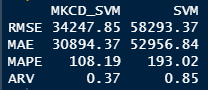 MKCD_SVM SVM
RMSE 34247.85 58293.37
MAE 30894.37 52956.84
MAPE 108.19 193.02
ARV 0.37 0.85